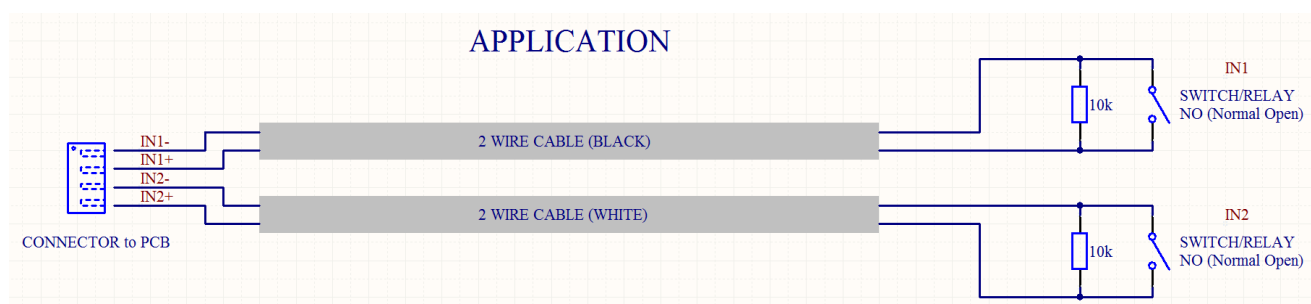 APPLICATION
IN1-
IN1+
IN2-
IN2+
CONNECTOR to PCB
2 WIRE CABLE (BLACK)
2 WIRE CABLE (WHITE)
10k
IN1
SWITCH/RELAY
NO (Normal Open)
10k
IN2
SWITCH/RELAY
NO (Normal Open)